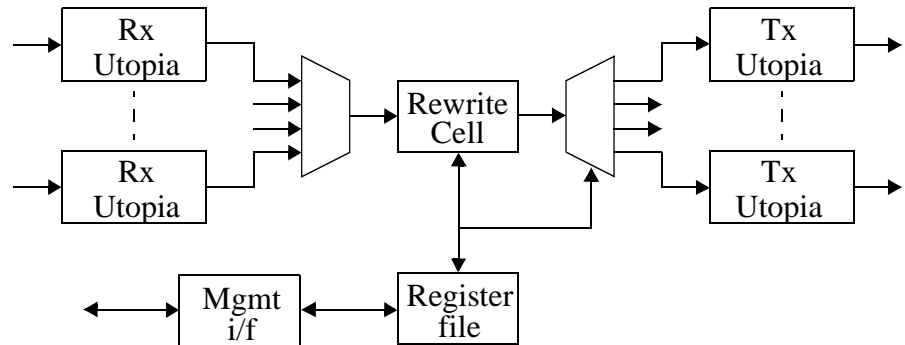 Rx
Utopia
Tx
Utopia
Rewrite
Cell
Rx
Utopia
Tx
Utopia
Mgmt
i/f
Register
file